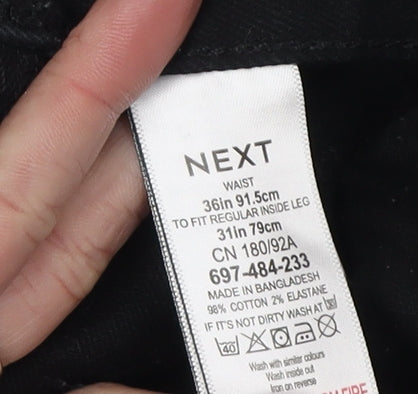 NEXT
WAIST
36in 91.5cm
TO FIT REGULAR INSIDE LEG
31in 79cm
CN 180/92A
697-484-233
MADE IN BANGLADESH
98% COTTON 2% ELASTANE
IF IT'S NOT DIRTY WASH AT 30
40
Wash with similar colours
Wash inside out
Iron on reverse
FIRE